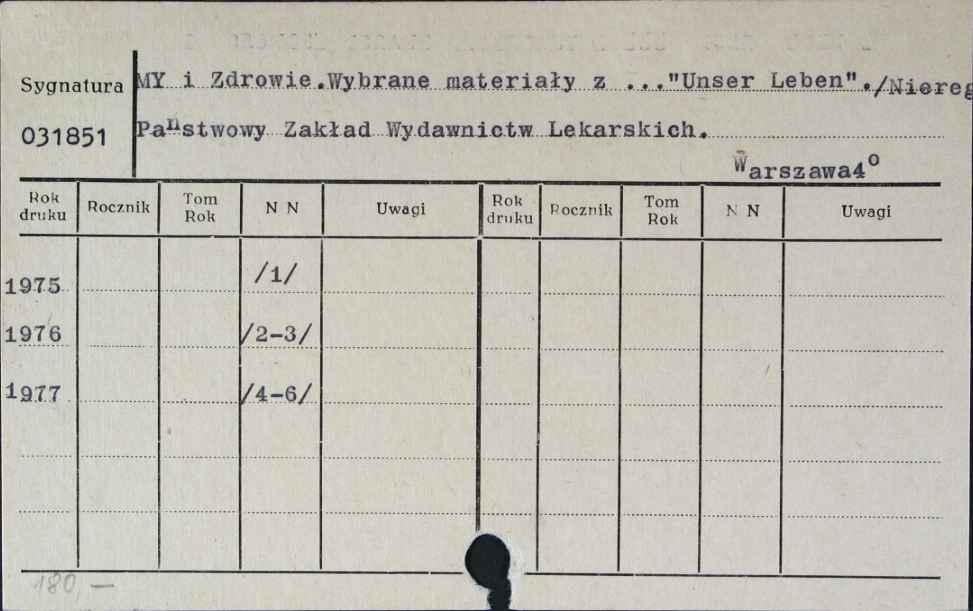 Sygnatura MY i Zdrowie.Wybrane materiały z ..."Unser Leben"./Niereg
031851 Państwowy Zakład Wydawnictw Lekarskich.
Warszawa4°
Rok druku Rocznik Tom Rok N N Uwagi Rok druku Rocznik Tom Rok N N Uwagi
1975 /1/
1976 /2-3/
1977 /4-6/
180,—